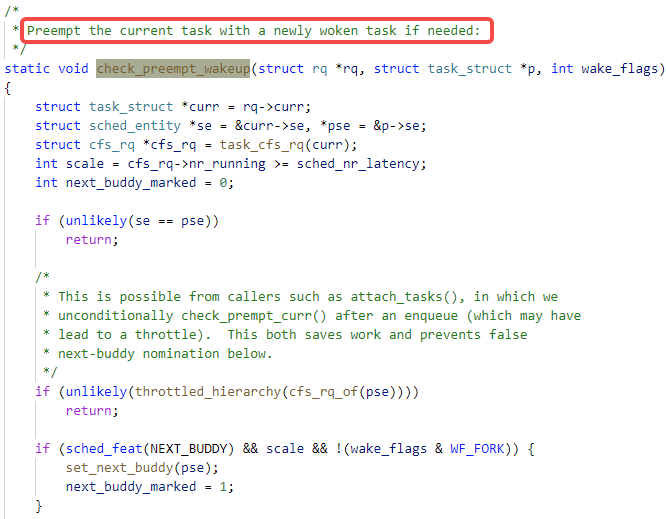 /*
 * Preempt the current task with a newly woken task if needed:
 */
static void check_preempt_wakeup(struct rq *rq, struct task_struct *p, int wake_flags)
{
    struct task_struct *curr = rq->curr;
    struct sched_entity *se = &curr->se, *pse = &p->se;
    struct cfs_rq *cfs_rq = task_cfs_rq(curr);
    int scale = cfs_rq->nr_running >= sched_nr_latency;
    int next_buddy_marked = 0;

    if (unlikely(se == pse))
        return;

    /*
     * This is possible from callers such as attach_tasks(), in which we
     * unconditionally check_prempt_curr() after an enqueue (which may have
     * lead to a throttle).  This both saves work and prevents false
     * next-buddy nomination below.
     */
    if (unlikely(throttled_hierarchy(cfs_rq_of(pse))))
        return;

    if (sched_feat(NEXT_BUDDY) && scale && !(wake_flags & WF_FORK)) {
        set_next_buddy(pse);
        next_buddy_marked = 1;
    }